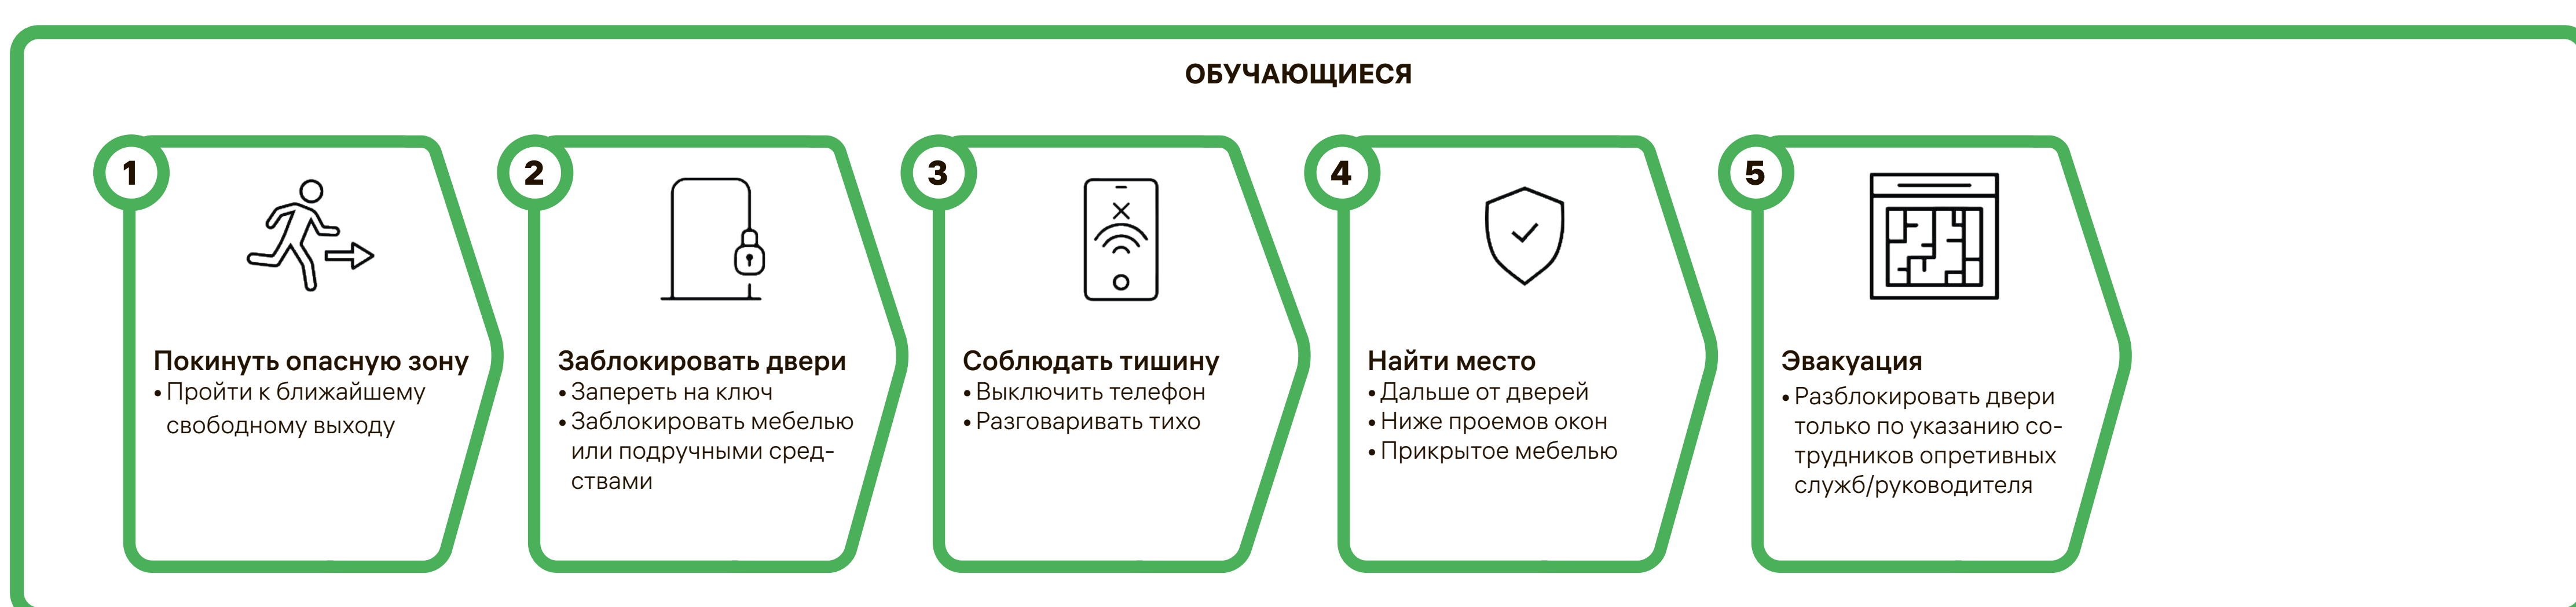 ОБУЧАЮЩИЕСЯ
1
Покинуть опасную зону
• Пройти к ближайшему
свободному выходу
2
Заблокировать двери
• Запереть на ключ
• Заблокировать мебелью
или подручными сред-
ствами
3
Соблюдать тишину
• Выключить телефон
• Разговаривать тихо
4
Найти место
• Дальше от дверей
• Ниже проемов окон
• Прикрытое мебелью
5
Эвакуация
• Разблокировать двери
только по указанию со-
трудников опретивных
служб/руководителя